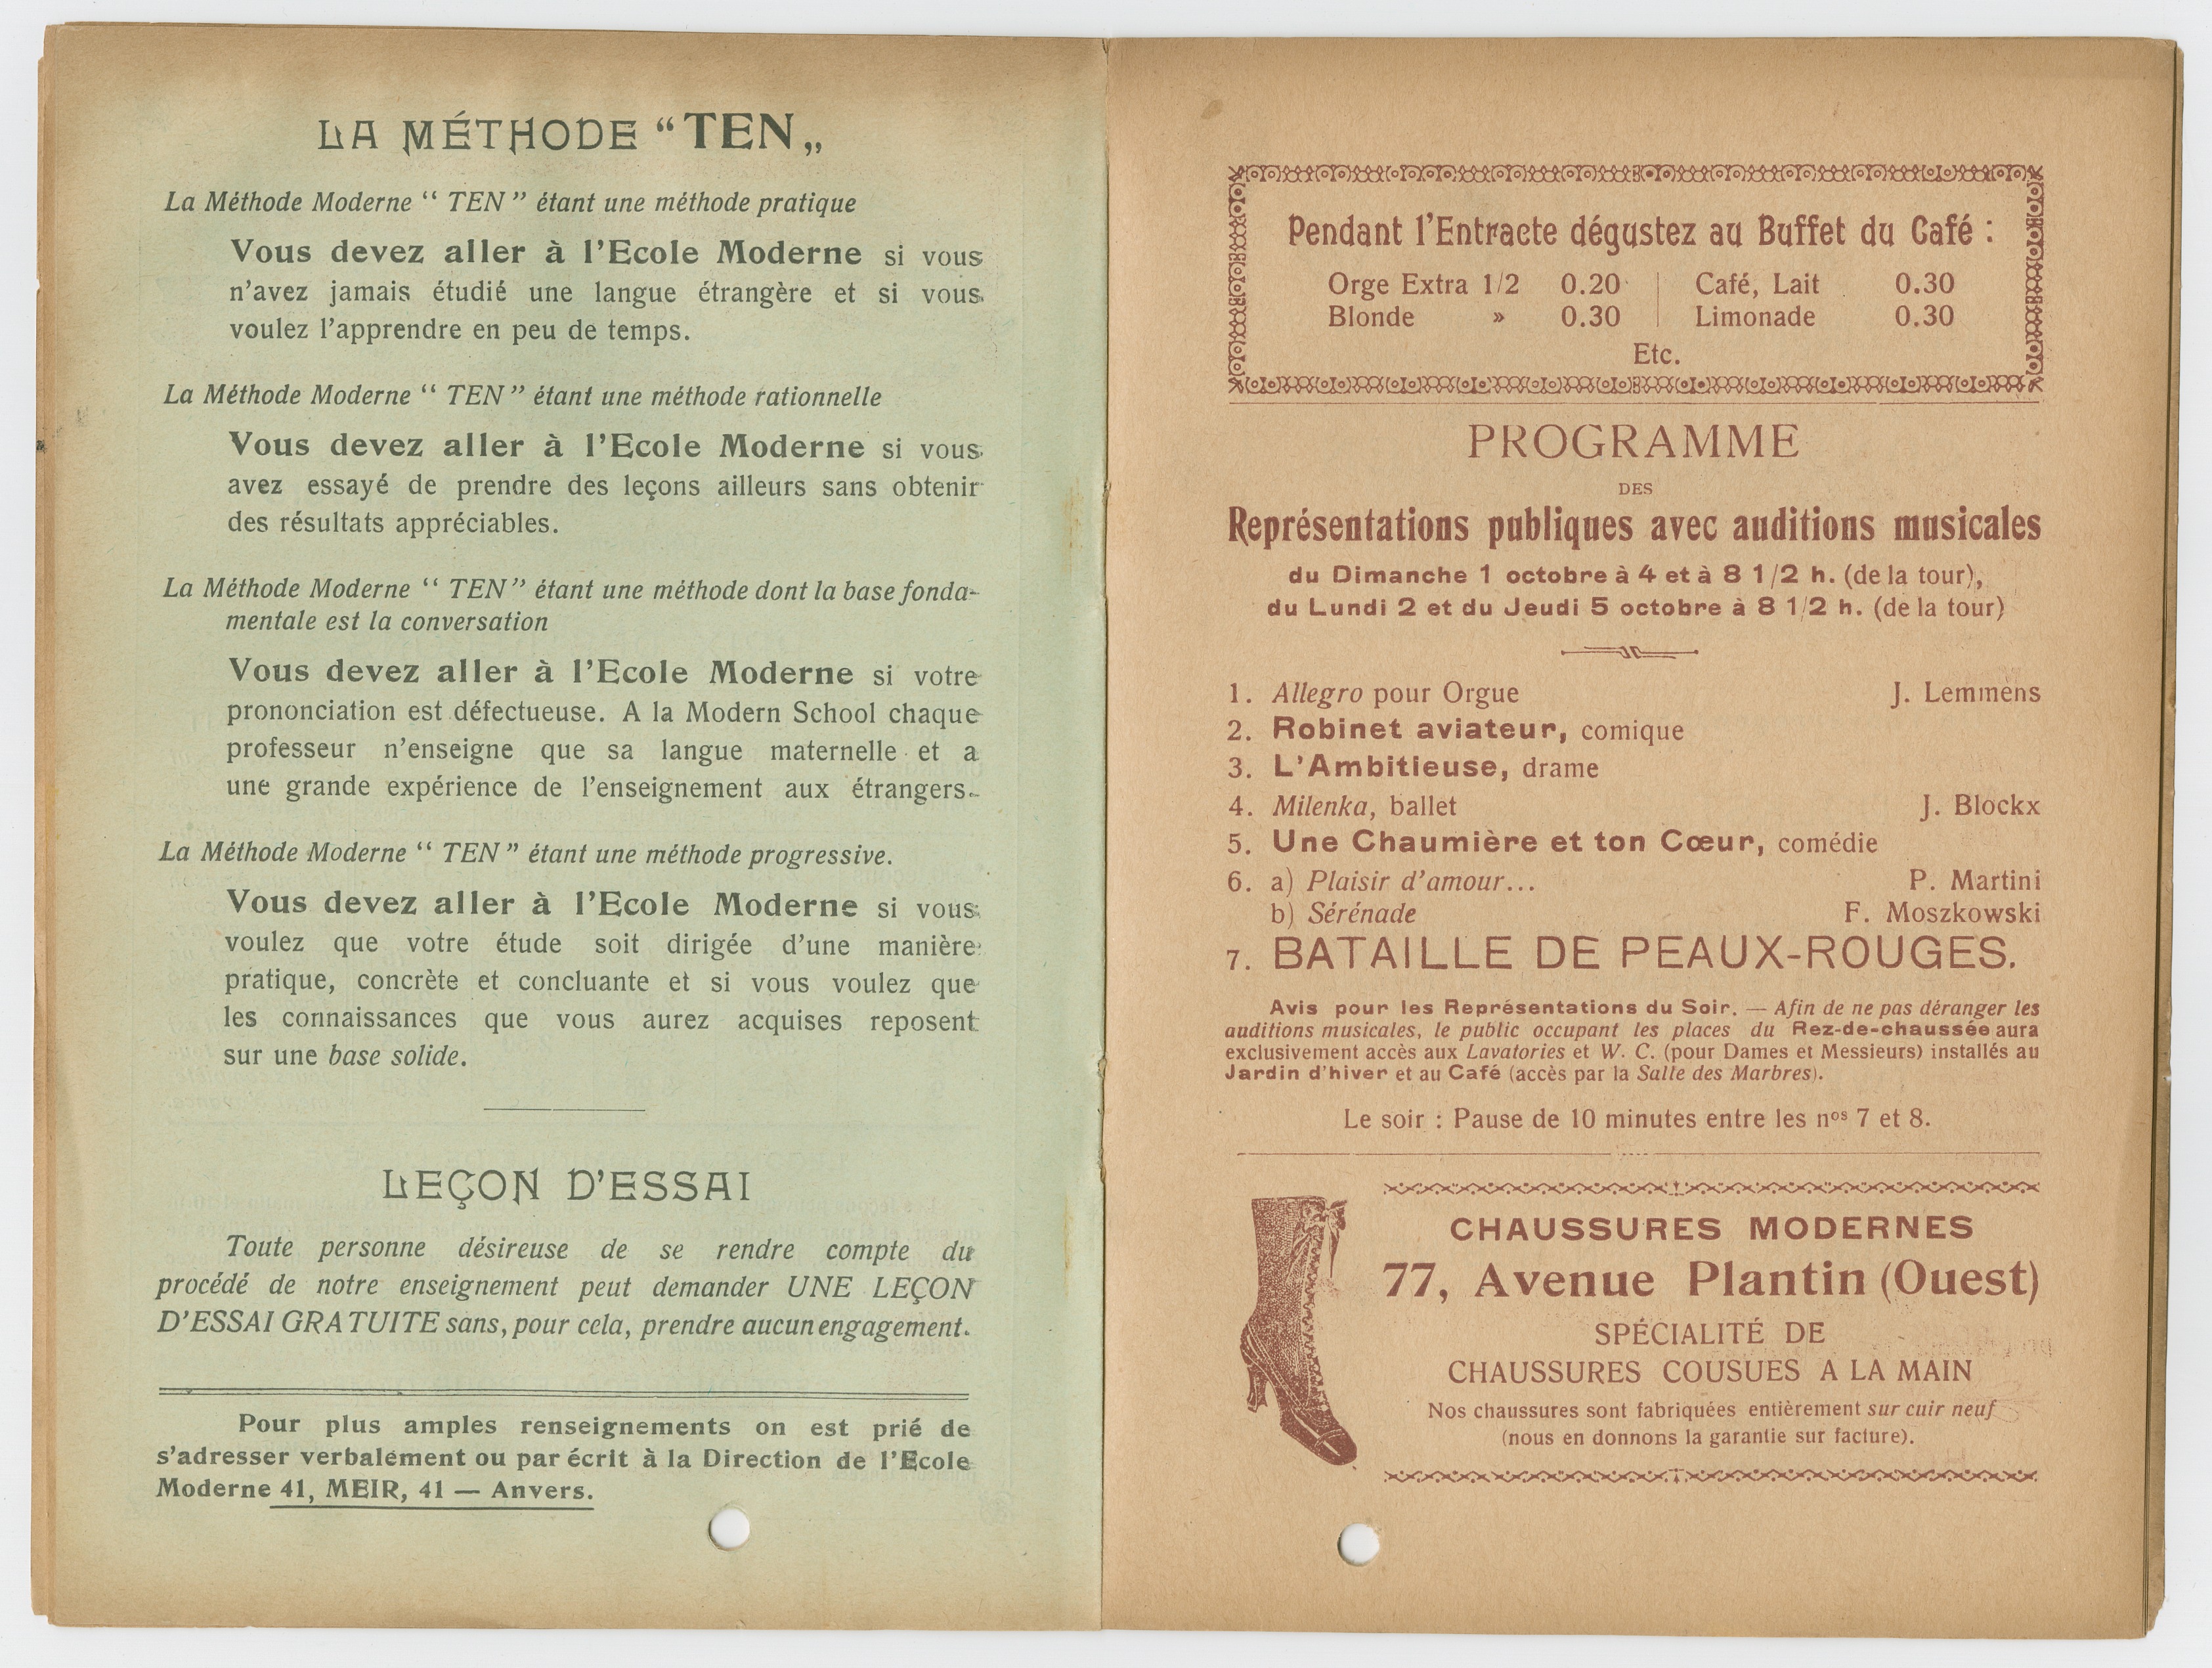 LA MÉTHODE “TEN„
La Méthode Moderne “ TEN ” étant une méthode pratique
Vous devez aller à l’Ecole Moderne si vous
n’avez jamais étudié une langue étrangère et si vous
voulez l’apprendre en peu de temps.
La Méthode Moderne “ TEN ” étant une méthode rationnelle
Vous devez aller à l’Ecole Moderne si vous
avez essayé de prendre des leçons ailleurs sans obtenir
des résultats appréciables.
La Méthode Moderne “ TEN ” étant une méthode dont la base fonda-
mentale est la conversation
Vous devez aller à l’Ecole Moderne si votre
prononciation est défectueuse. A la Modern School chaque
professeur n’enseigne que sa langue maternelle et a
une grande expérience de l’enseignement aux étrangers.
La Méthode Moderne “ TEN ” étant une méthode progressive.
Vous devez aller à l’Ecole Moderne si vous
voulez que votre étude soit dirigée d’une manière
pratique, concrète et concluante et si vous voulez que
les connaissances que vous aurez acquises reposent
sur une base solide.
LEÇON D’ESSAI
Toute personne désireuse de se rendre compte du
procédé de notre enseignement peut demander UNE LEÇON
D’ESSAI GRATUITE sans, pour cela, prendre aucun engagement.
Pour plus amples renseignements on est prié de
s’adresser verbalement ou par écrit à la Direction de l’Ecole
Moderne 41, MEIR, 41 — Anvers.
Pendant l’Entracte dégustez au Buffet du Café :
Orge Extra 1/2 0.20 Café, Lait 0.30
Blonde » 0.30 Limonade 0.30
Etc.
PROGRAMME
DES
Représentations publiques avec auditions musicales
du Dimanche 1 octobre à 4 et à 8 1/2 h. (de la tour),
du Lundi 2 et du Jeudi 5 octobre à 8 1/2 h. (de la tour)
1. Allegro pour Orgue J. Lemmens
2. Robinet aviateur, comique
3. L’Ambitieuse, drame
4. Milenka, ballet J. Blockx
5. Une Chaumière et ton Cœur, comédie
6. a) Plaisir d’amour... P. Martini
b) Sérénade F. Moszkowski
7. BATAILLE DE PEAUX-ROUGES.
Avis pour les Représentations du Soir. — Afin de ne pas déranger les
auditions musicales, le public occupant les places du Rez-de-chaussée aura
exclusivement accès aux Lavatories et W. C. (pour Dames et Messieurs) installés au
Jardin d’hiver et au Café (accès par la Salle des Marbres).
Le soir : Pause de 10 minutes entre les nos 7 et 8.
CHAUSSURES MODERNES
77, Avenue Plantin (Ouest)
SPÉCIALITÉ DE
CHAUSSURES COUSUES A LA MAIN
Nos chaussures sont fabriquées entièrement sur cuir neuf
(nous en donnons la garantie sur facture).